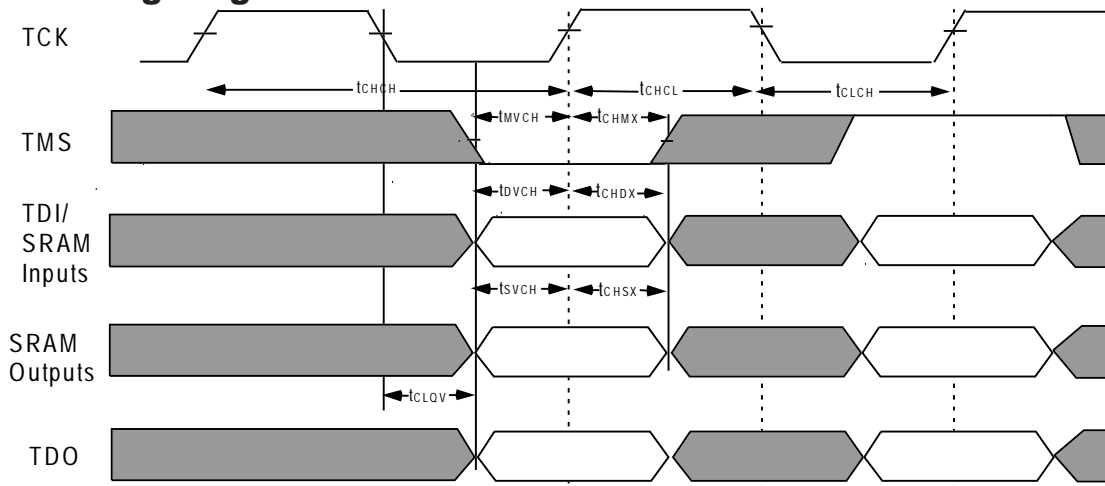 TCK
tCHCH
tCHCL
tCLCH
TMS
tMVCH
tCHMX
tDVCH
tCHDX
TDI/
SRAM
Inputs
tSVCH
tCHSX
SRAM
Outputs
tCLQV
TDO